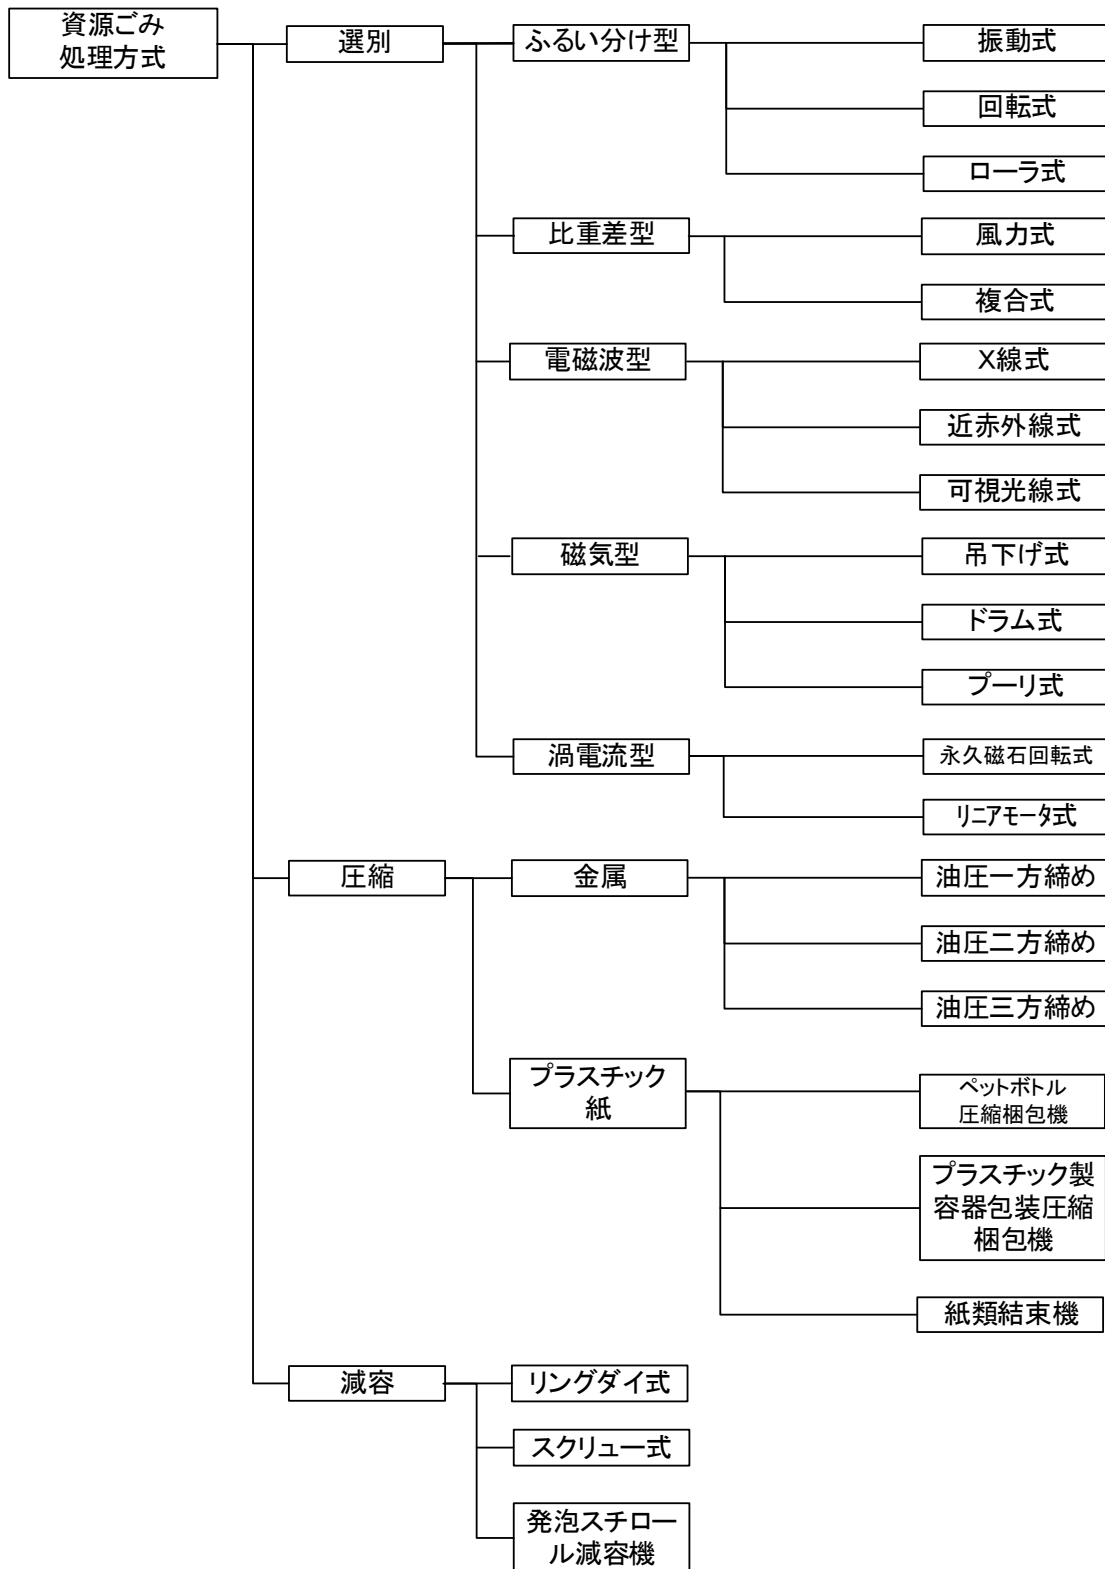 資源ごみ
処理方式
選別
ふるい分け型
振動式
回転式
ローラ式
比重差型
風力式
複合式
電磁波型
X線式
近赤外線式
可視光線式
磁気型
吊下げ式
ドラム式
プーリ式
渦電流型
永久磁石回転式
リニアモータ式
圧縮
金属
油圧一方締め
油圧二方締め
油圧三方締め
プラスチック
紙
ペットボトル
圧縮梱包機
プラスチック製
容器包装圧縮
梱包機
紙類結束機
減容
リングダイ式
スクリュー式
発泡スチロー
ル減容機